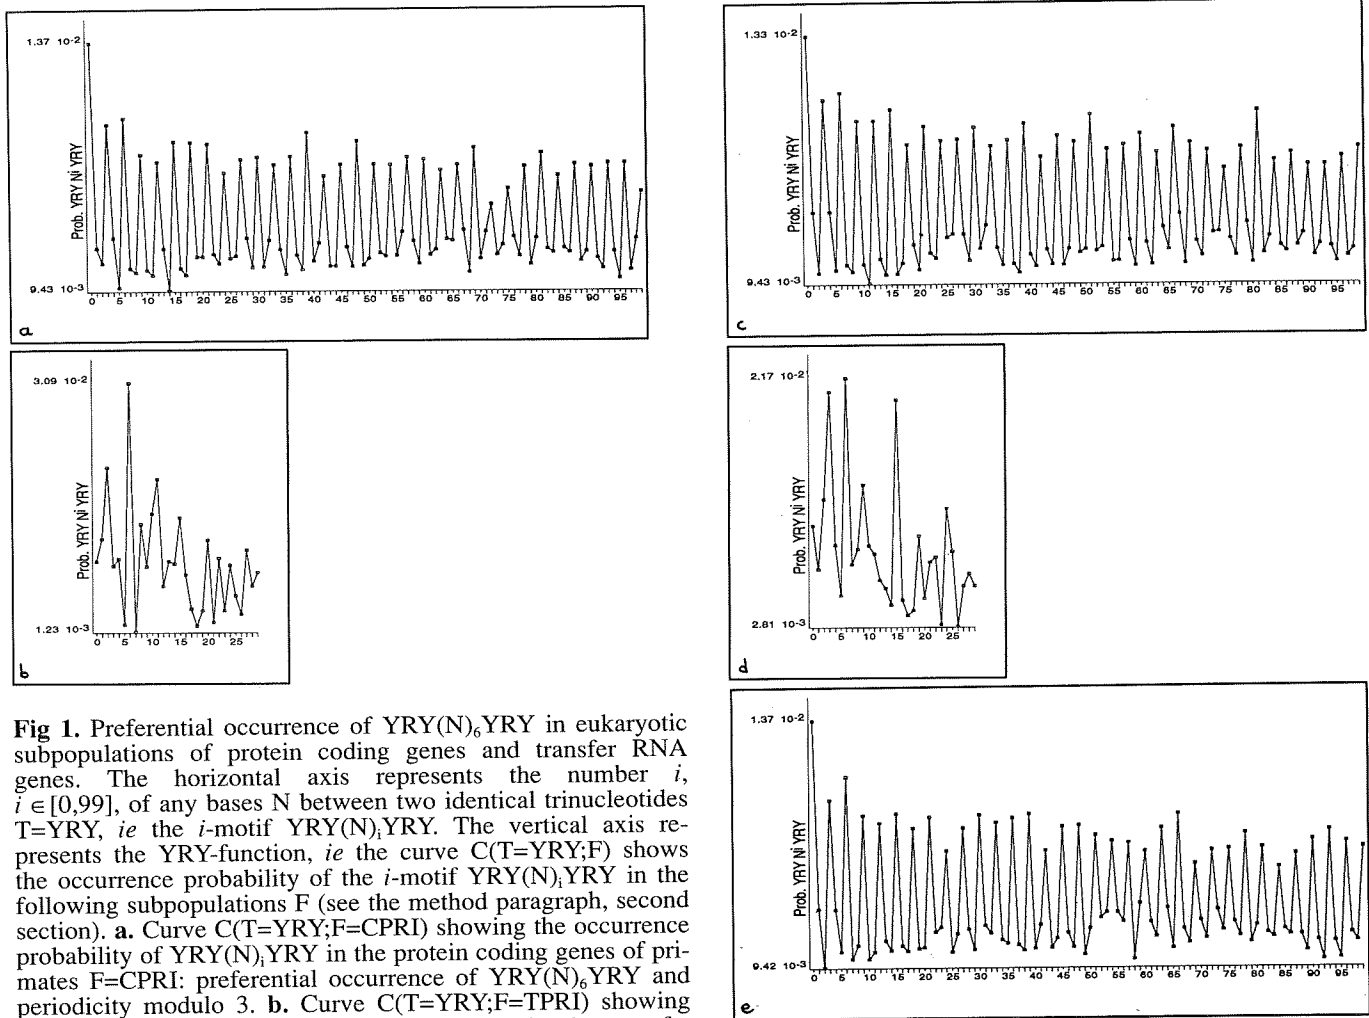 1.37 10-2
Prob. YRY Ni YRY
9.43 10-3
0 5 10 15 20 25 30 35 40 45 50 55 60 65 70 75 80 85 90 95
a
1.33 10-2
Prob. YRY Ni YRY
9.43 10-3
0 5 10 15 20 25 30 35 40 45 50 55 60 65 70 75 80 85 90 95
c
3.09 10-2
Prob. YRY Ni YRY
1.23 10-3
0 5 10 15 20 25
b
2.17 10-2
Prob. YRY Ni YRY
2.81 10-3
0 5 10 15 20 25
d
Fig 1. Preferential occurrence of YRY(N)₆YRY in eukaryotic
subpopulations of protein coding genes and transfer RNA
genes. The horizontal axis represents the number i,
i ∈ [0,99], of any bases N between two identical trinucleotides
T=YRY, ie the i-motif YRY(N)ᵢYRY. The vertical axis re-
presents the YRY-function, ie the curve C(T=YRY;F) shows
the occurrence probability of the i-motif YRY(N)ᵢYRY in the
following subpopulations F (see the method paragraph, second
section). a. Curve C(T=YRY;F=CPRI) showing the occurrence
probability of YRY(N)ᵢYRY in the protein coding genes of pri-
mates F=CPRI: preferential occurrence of YRY(N)₆YRY and
periodicity modulo 3. b. Curve C(T=YRY;F=TPRI) showing
1.37 10-2
Prob. YRY Ni YRY
9.42 10-3
0 5 10 15 20 25 30 35 40 45 50 55 60 65 70 75 80 85 90 95
e